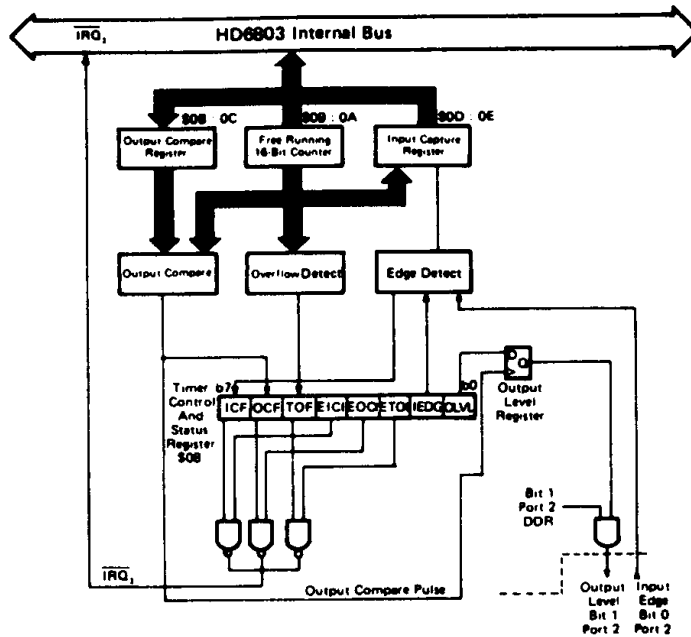 IRQ₁ HD6803 Internal Bus
$0B : 0C $09 : 0A $0D : 0E
Output Compare
Register
Free Running
16-Bit Counter
Input Capture
Register
Output Compare
Overflow Detect
Edge Detect
Timer
Control
And
Status
Register
$0B
b7 b0
ICF OCF TOF EICI EOCI ETOI IEDG OLVL
D Q
Output
Level
Register
Bit 1
Port 2
DDR
IRQ₁
Output Compare Pulse
Output
Level
Bit 1
Port 2
Input
Edge
Bit 0
Port 2